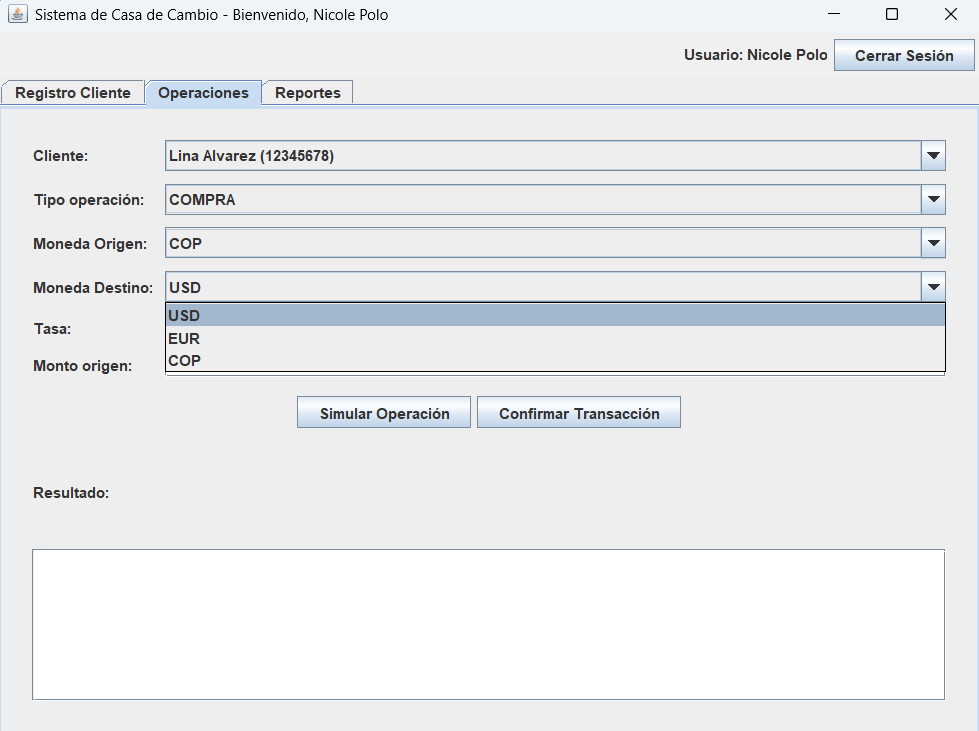 Sistema de Casa de Cambio - Bienvenido, Nicole Polo
Usuario: Nicole Polo Cerrar Sesión
Registro Cliente Operaciones Reportes
Cliente: Lina Alvarez (12345678)
Tipo operación: COMPRA
Moneda Origen: COP
Moneda Destino: USD
USD
Tasa:
EUR
COP
Monto origen:
Simular Operación Confirmar Transacción
Resultado: